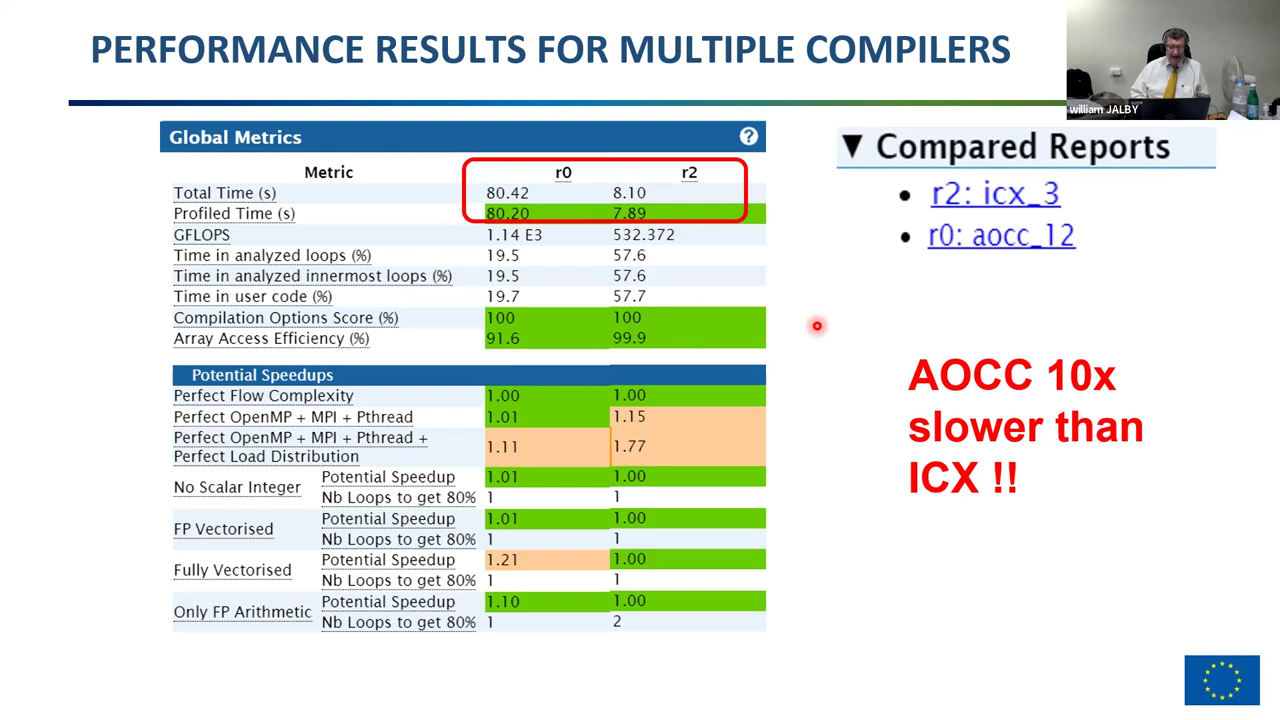 PERFORMANCE RESULTS FOR MULTIPLE COMPILERS
william JALBY
Global Metrics ?
Metric r0 r2
Total Time (s) 80.42 8.10
Profiled Time (s) 80.20 7.89
GFLOPS 1.14 E3 532.372
Time in analyzed loops (%) 19.5 57.6
Time in analyzed innermost loops (%) 19.5 57.6
Time in user code (%) 19.7 57.7
Compilation Options Score (%) 100 100
Array Access Efficiency (%) 91.6 99.9
Potential Speedups
Perfect Flow Complexity 1.00 1.00
Perfect OpenMP + MPI + Pthread 1.01 1.15
Perfect OpenMP + MPI + Pthread +
Perfect Load Distribution 1.11 1.77
No Scalar Integer Potential Speedup 1.01 1.00
Nb Loops to get 80% 1 1
FP Vectorised Potential Speedup 1.01 1.00
Nb Loops to get 80% 1 1
Fully Vectorised Potential Speedup 1.21 1.00
Nb Loops to get 80% 1 1
Only FP Arithmetic Potential Speedup 1.10 1.00
Nb Loops to get 80% 1 2
▼ Compared Reports
• r2: icx_3
• r0: aocc_12
AOCC 10x
slower than
ICX !!